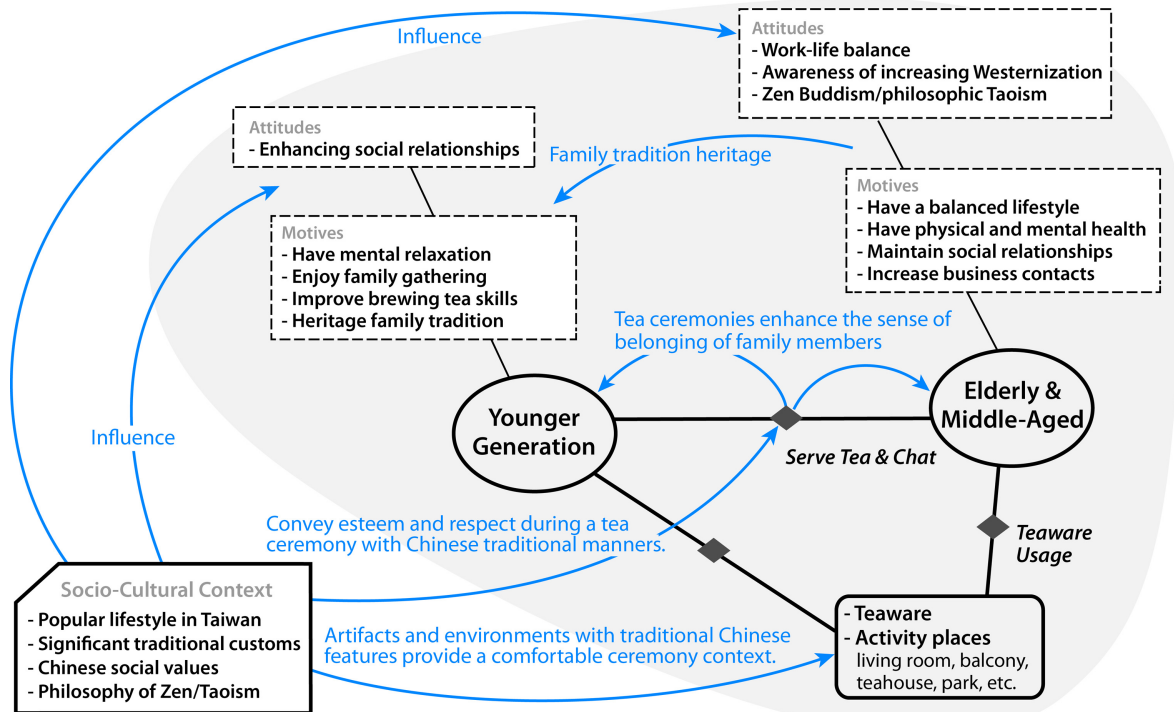 Influence
Attitudes
- Work-life balance
- Awareness of increasing Westernization
- Zen Buddism/philosophic Taoism
Attitudes
- Enhancing social relationships
Family tradition heritage
Motives
- Have a balanced lifestyle
- Have physical and mental health
- Maintain social relationships
- Increase business contacts
Motives
- Have mental relaxation
- Enjoy family gathering
- Improve brewing tea skills
- Heritage family tradition
Tea ceremonies enhance the sense of
belonging of family members
Younger
Generation
Elderly &
Middle-Aged
Serve Tea & Chat
Influence
Convey esteem and respect during a tea
ceremony with Chinese traditional manners.
Teaware
Usage
Socio-Cultural Context
- Popular lifestyle in Taiwan
- Significant traditional customs
- Chinese social values
- Philosophy of Zen/Taoism
Artifacts and environments with traditional Chinese
features provide a comfortable ceremony context.
- Teaware
- Activity places
living room, balcony,
teahouse, park, etc.